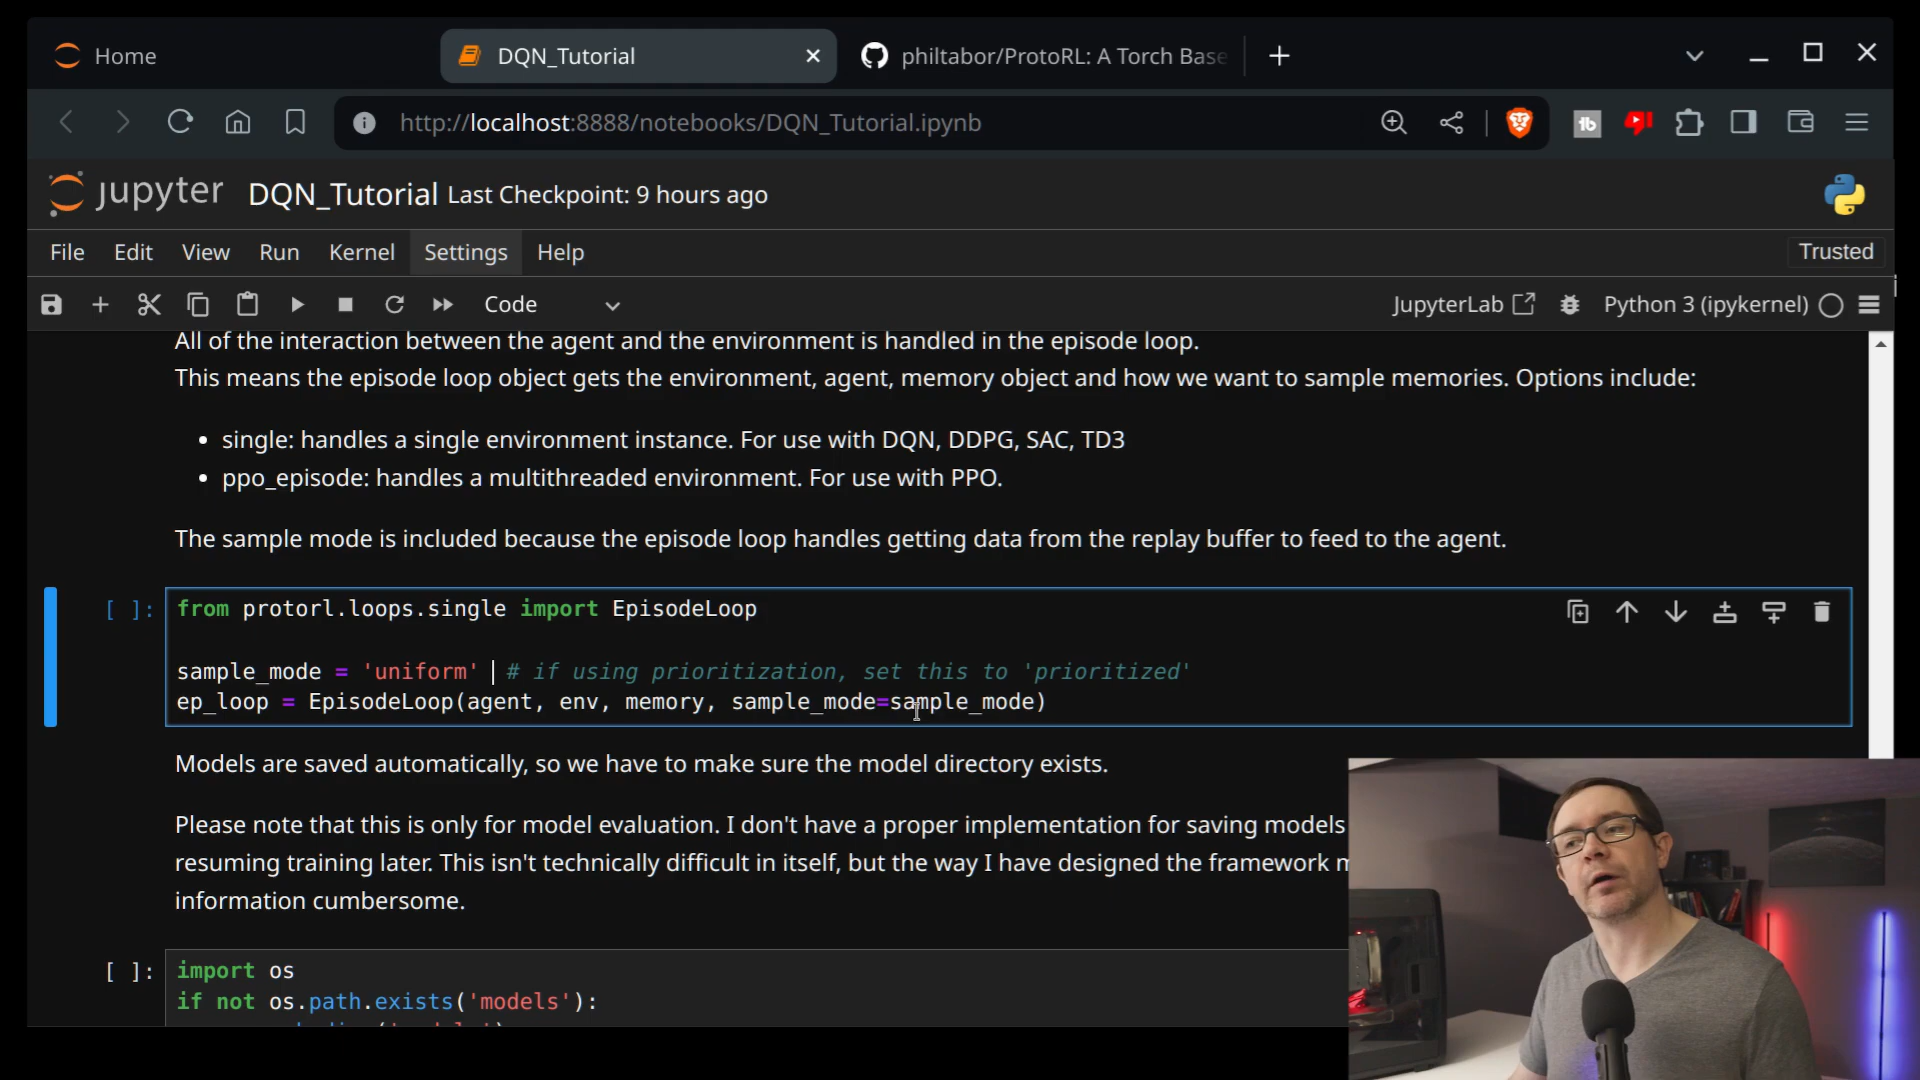 Home
DQN_Tutorial
philtabor/ProtoRL: A Torch Base
http://localhost:8888/notebooks/DQN_Tutorial.ipynb
tb
jupyter DQN_Tutorial Last Checkpoint: 9 hours ago
File Edit View Run Kernel Settings Help
Trusted
Code
JupyterLab
Python 3 (ipykernel)
All of the interaction between the agent and the environment is handled in the episode loop.
This means the episode loop object gets the environment, agent, memory object and how we want to sample memories. Options include:
• single: handles a single environment instance. For use with DQN, DDPG, SAC, TD3
• ppo_episode: handles a multithreaded environment. For use with PPO.
The sample mode is included because the episode loop handles getting data from the replay buffer to feed to the agent.
[ ]: from protorl.loops.single import EpisodeLoop
sample_mode = 'uniform' # if using prioritization, set this to 'prioritized'
ep_loop = EpisodeLoop(agent, env, memory, sample_mode=sample_mode)
Models are saved automatically, so we have to make sure the model directory exists.
Please note that this is only for model evaluation. I don't have a proper implementation for saving models
resuming training later. This isn't technically difficult in itself, but the way I have designed the framework
information cumbersome.
[ ]: import os
if not os.path.exists('models'):